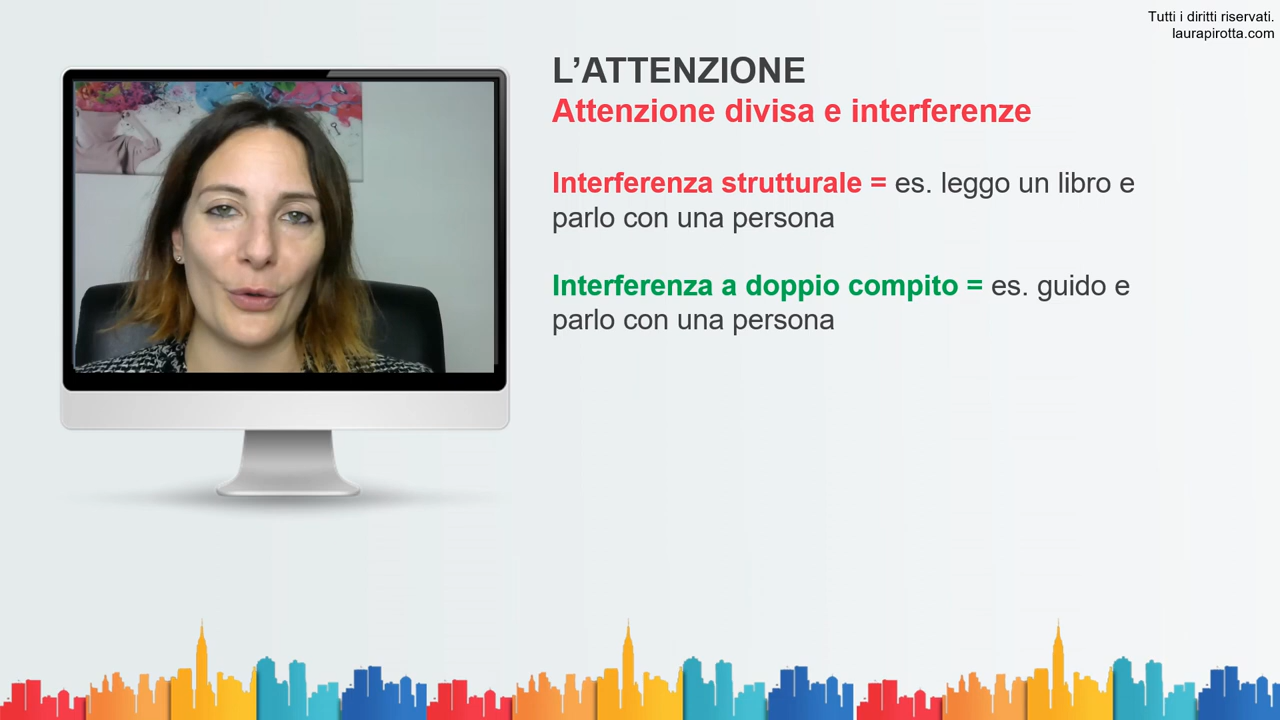 Tutti i diritti riservati.
laurapirotta.com
L’ATTENZIONE
Attenzione divisa e interferenze
Interferenza strutturale = es. leggo un libro e
parlo con una persona
Interferenza a doppio compito = es. guido e
parlo con una persona